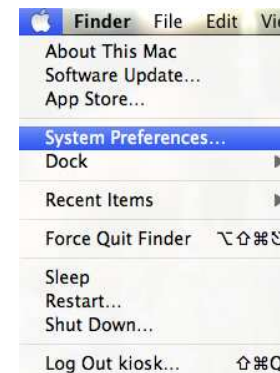 Finder File Edit Vie
About This Mac
Software Update...
App Store...
System Preferences...
Dock
Recent Items
Force Quit Finder ⌥⇧⌘⎋
Sleep
Restart...
Shut Down...
Log Out kiosk... ⇧⌘Q